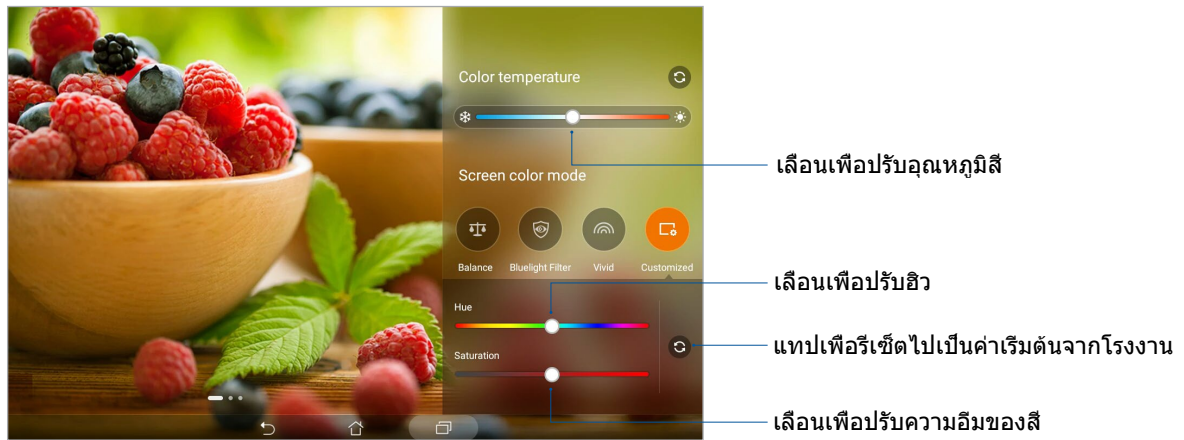 Color temperature
เลื่อนเพื่อปรับอุณหภูมิสี
Screen color mode
Balance
Bluelight Filter
Vivid
Customized
Hue
เลื่อนเพื่อปรับฮิว
แทปเพื่อรีเซ็ตไปเป็นค่าเริ่มต้นจากโรงงาน
Saturation
เลื่อนเพื่อปรับความอิ่มของสี